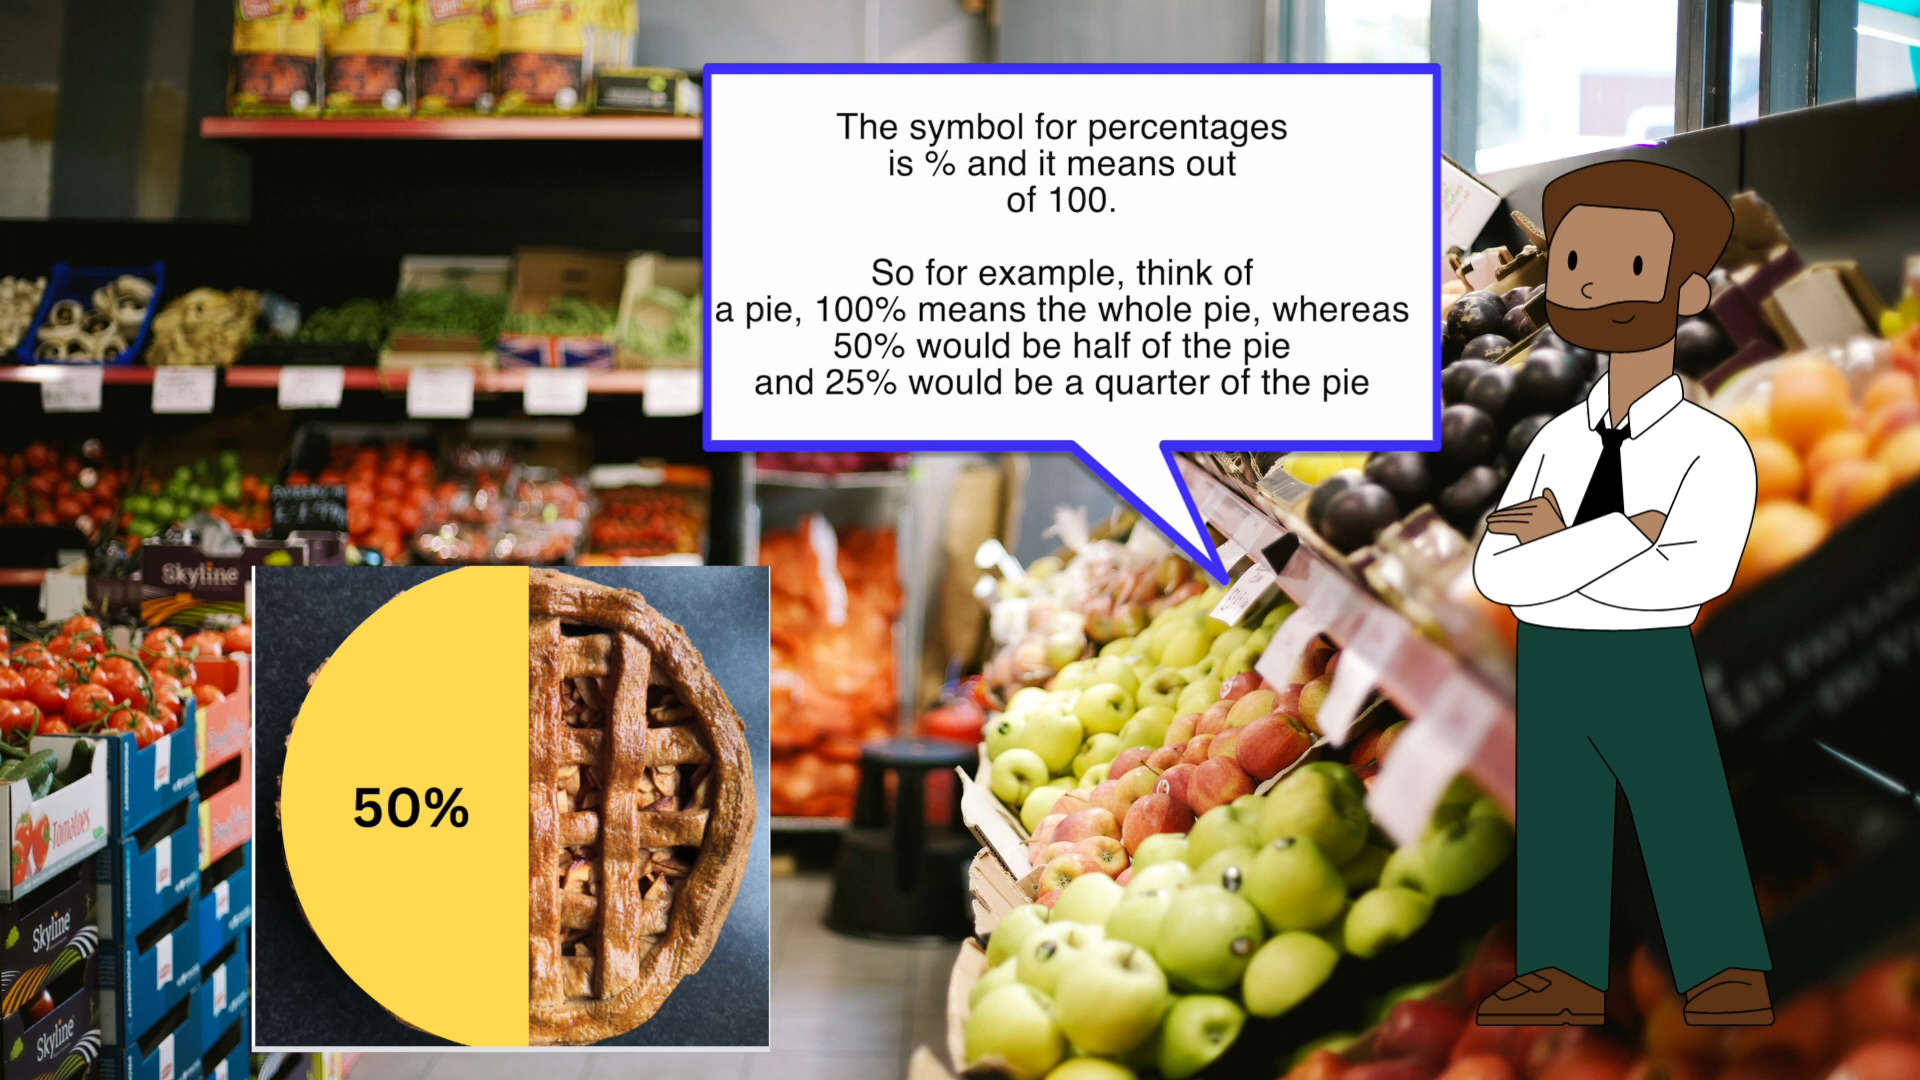 The symbol for percentages
is % and it means out
of 100.
So for example, think of
a pie, 100% means the whole pie, whereas
50% would be half of the pie
and 25% would be a quarter of the pie
Skyline
50%
Tomatoes
Skyline
Skyline